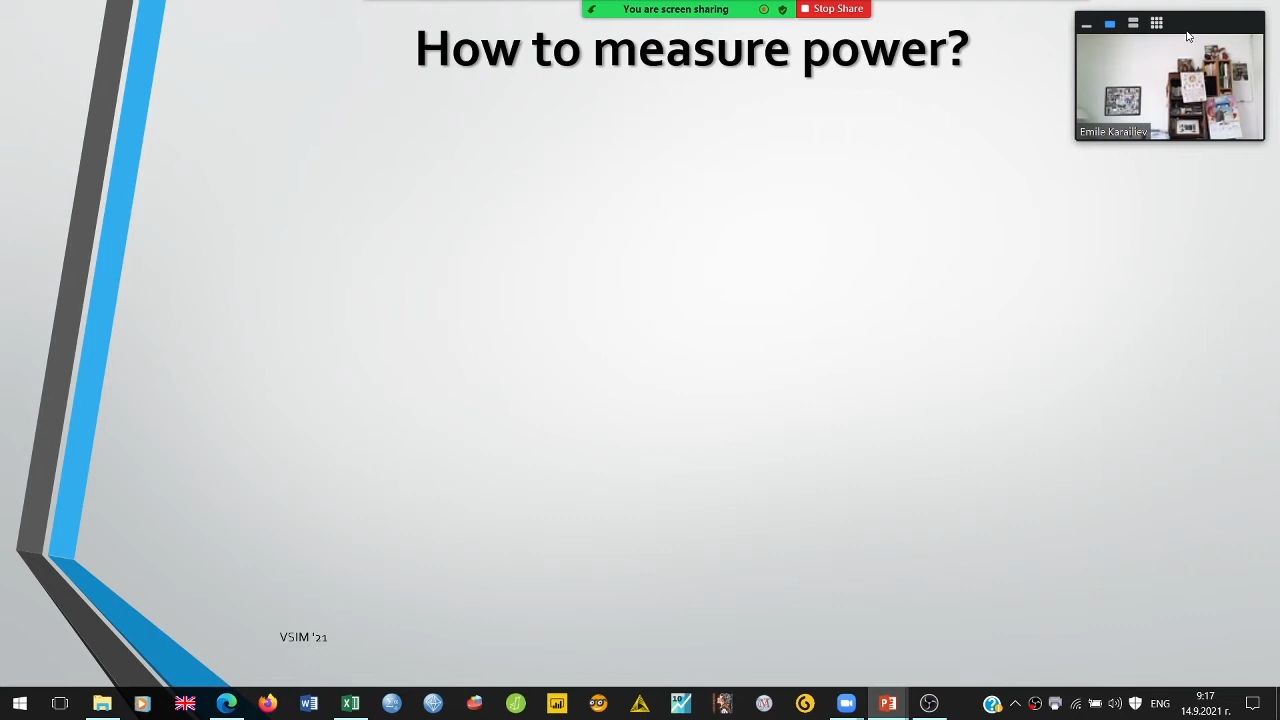 You are screen sharing
Stop Share
How to measure power?
Emile Karailiev
VSIM '21
10
ENG
9:17
14.9.2021 г.